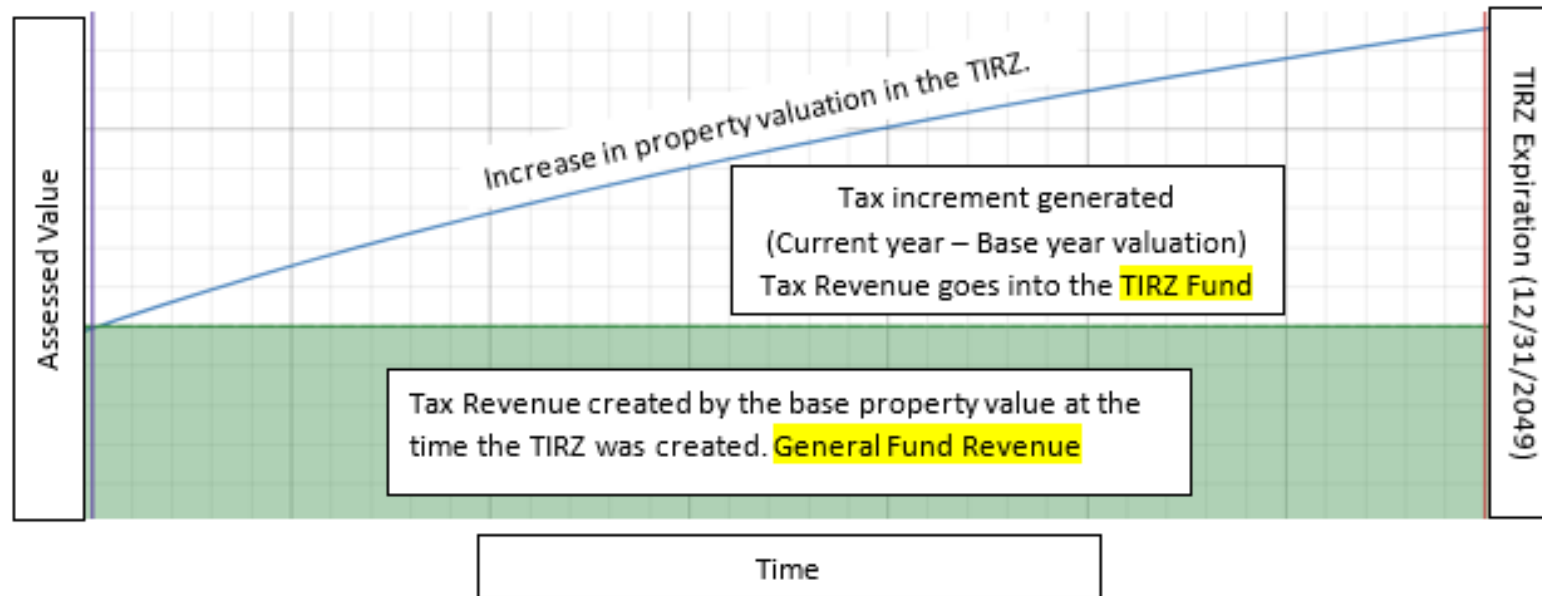 Assessed Value
Increase in property valuation in the TIRZ.
Tax increment generated
(Current year – Base year valuation)
Tax Revenue goes into the TIRZ Fund
Tax Revenue created by the base property value at the
time the TIRZ was created. General Fund Revenue
TIRZ Expiration (12/31/2049)
Time